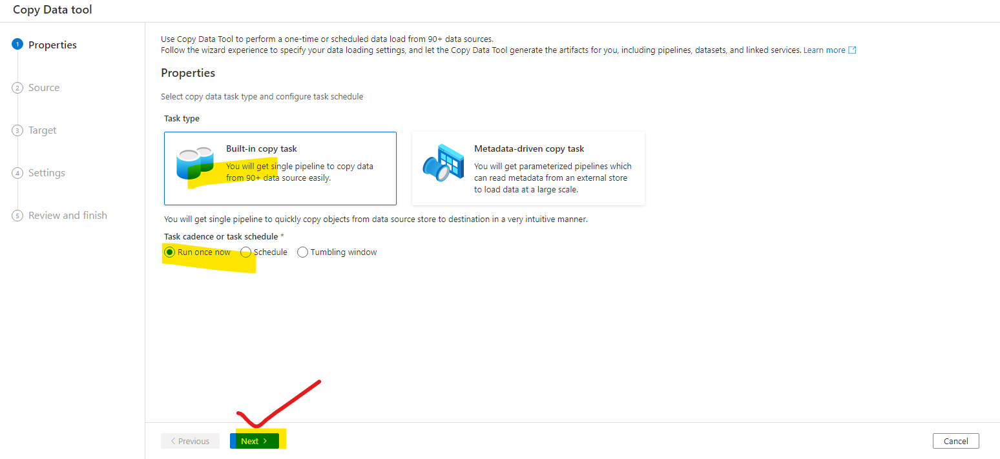 Copy Data tool
1 Properties
2 Source
3 Target
4 Settings
5 Review and finish
Use Copy Data Tool to perform a one-time or scheduled data load from 90+ data sources.
Follow the wizard experience to specify your data loading settings, and let the Copy Data Tool generate the artifacts for you, including pipelines, datasets, and linked services. Learn more
Properties
Select copy data task type and configure task schedule
Task type
Built-in copy task
You will get single pipeline to copy data
from 90+ data source easily.
Metadata-driven copy task
You will get parameterized pipelines which
can read metadata from an external store
to load data at a large scale.
You will get single pipeline to quickly copy objects from data source store to destination in a very intuitive manner.
Task cadence or task schedule *
Run once now Schedule Tumbling window
< Previous Next > Cancel